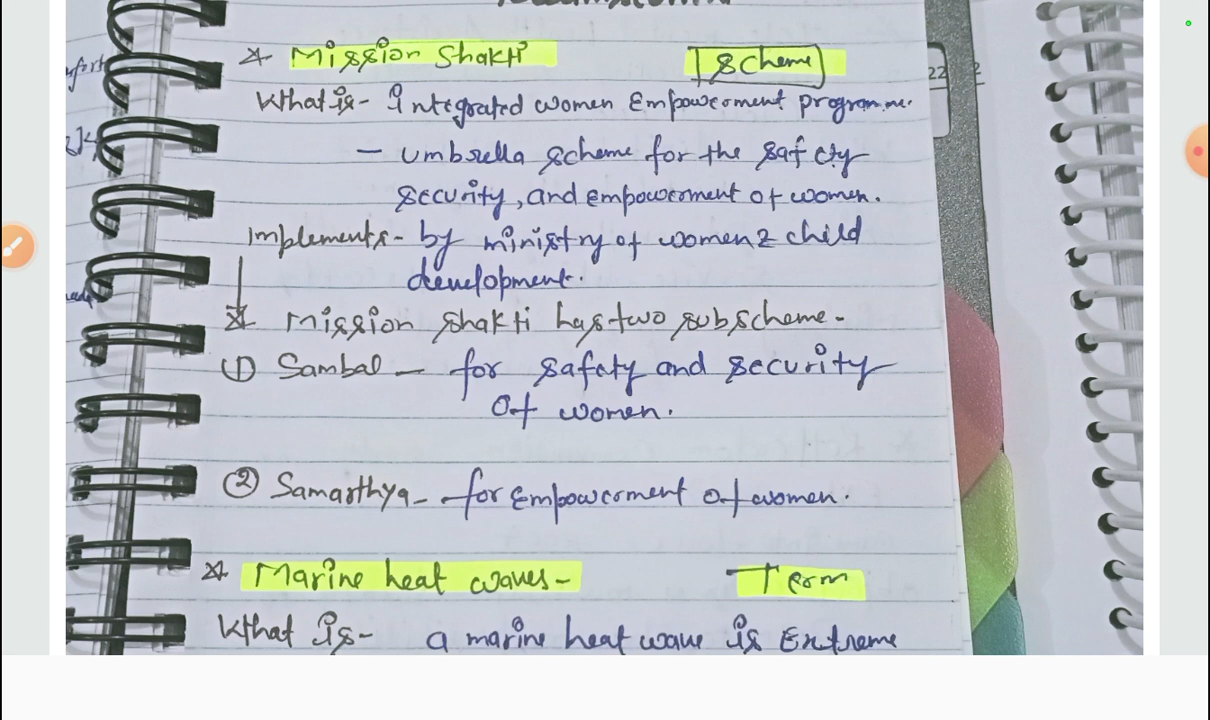 ☆ Mission Shakti [Scheme]
What is - Integrated women Empowerment programme.
- umbrella scheme for the safety
security, and empowerment of women.
Implements - by ministry of women & child
development.
☆ Mission shakti has two subscheme -
① Sambal - for safety and security
of women.
② Samarthya - for Empowerment of women.
☆ Marine heat waves - Term
What is - a marine heat wave is Extreme
22